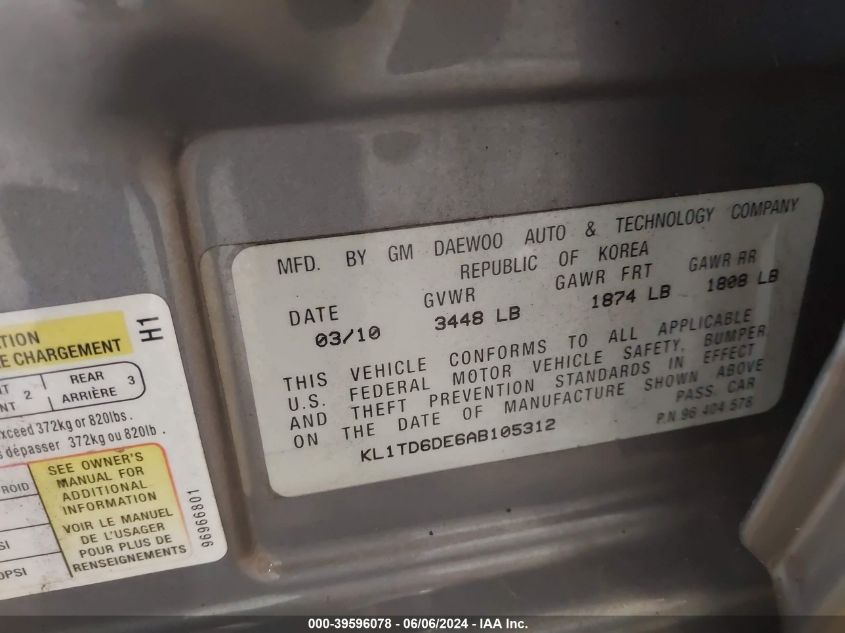 MFD. BY GM DAEWOO AUTO & TECHNOLOGY COMPANY
REPUBLIC OF KOREA
DATE GVWR GAWR FRT GAWR RR
03/10 3448 LB 1874 LB 1808 LB
THIS VEHICLE CONFORMS TO ALL APPLICABLE
U.S. FEDERAL MOTOR VEHICLE SAFETY, BUMPER,
AND THEFT PREVENTION STANDARDS IN EFFECT
ON THE DATE OF MANUFACTURE SHOWN ABOVE
PASS. CAR
KL1TD6DE6AB105312
P.N 96 404 578
H1
E CHARGEMENT
2 REAR 3
ARRIÈRE
372kg or 820lbs.
dépasser 372kg ou 820lb.
SEE OWNER'S
MANUAL FOR
ADDITIONAL
INFORMATION
VOIR LE MANUEL
DE L'USAGER
POUR PLUS DE
RENSEIGNEMENTS
96966801
000-39596078 - 06/06/2024 - IAA Inc.